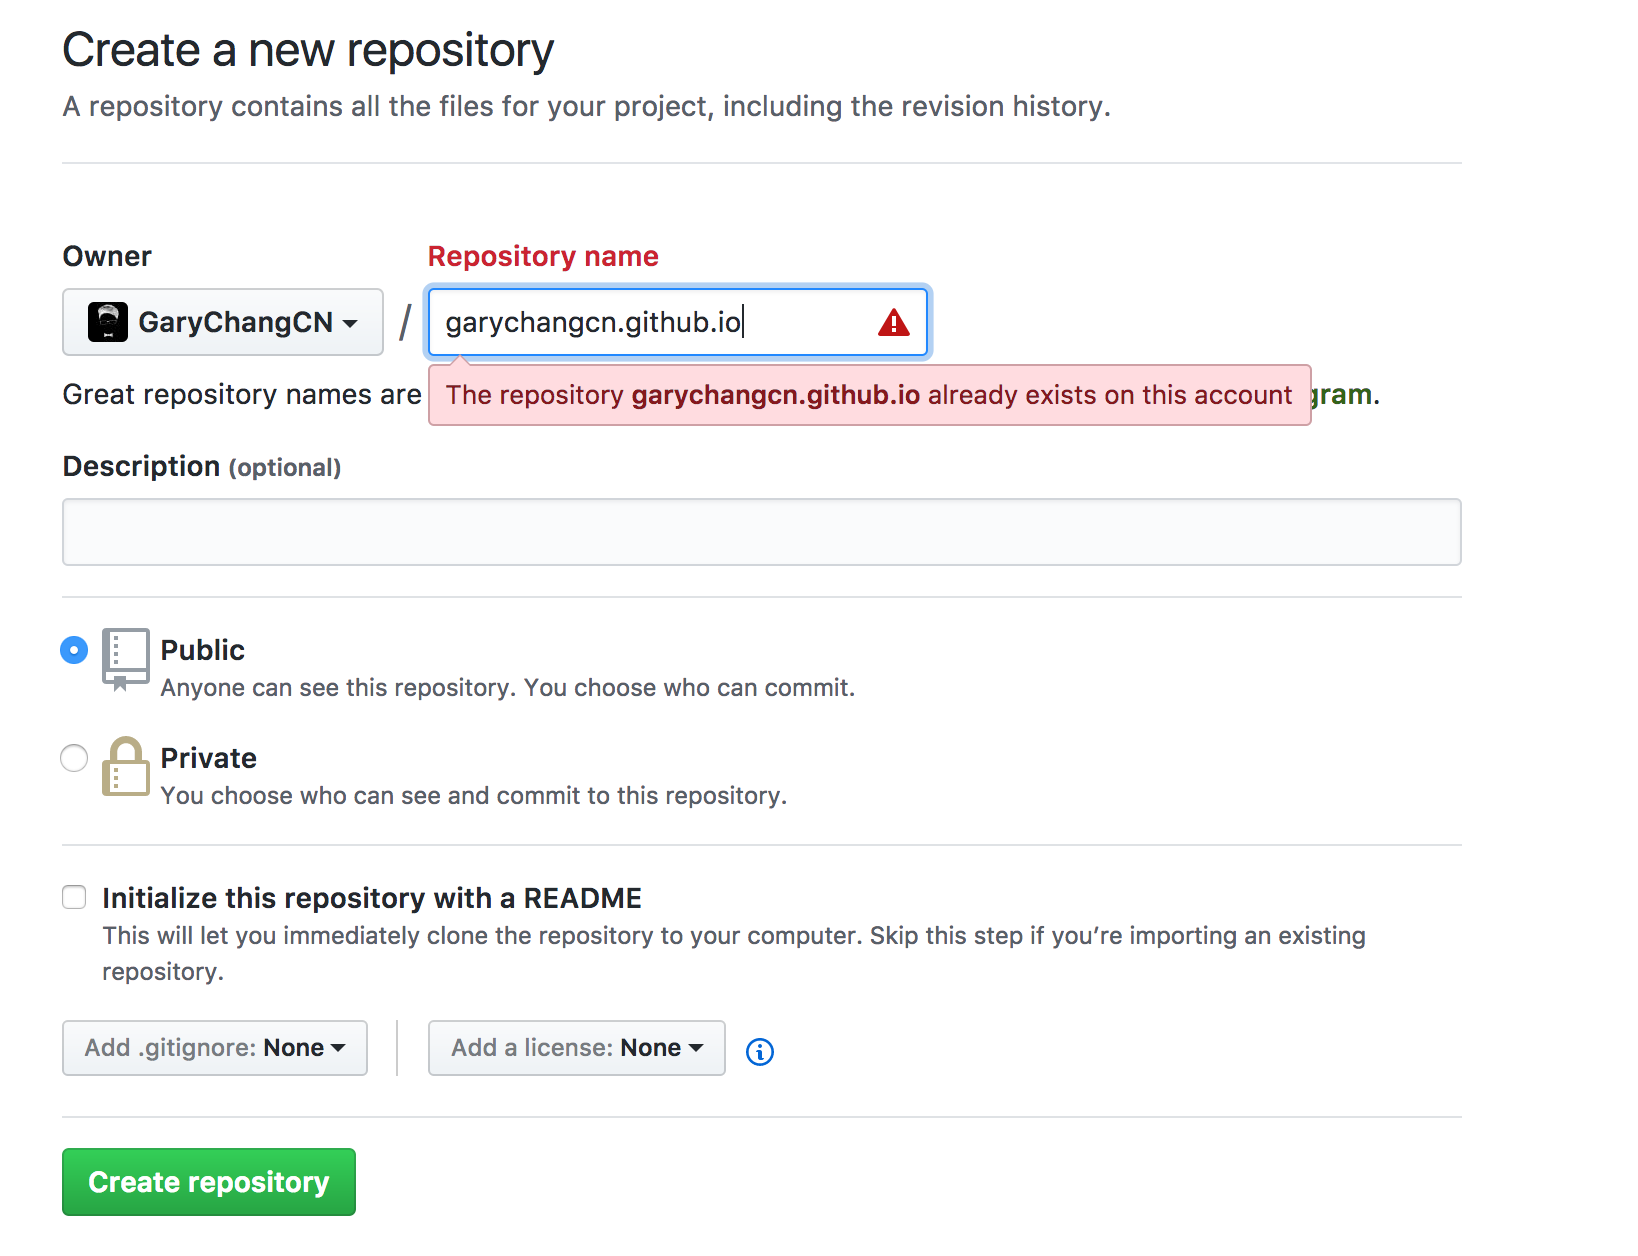 Create a new repository
A repository contains all the files for your project, including the revision history.
Owner
Repository name
GaryChangCN
/
garychangcn.github.io
Great repository names are
The repository garychangcn.github.io already exists on this account
gram.
Description (optional)
Public
Anyone can see this repository. You choose who can commit.
Private
You choose who can see and commit to this repository.
Initialize this repository with a README
This will let you immediately clone the repository to your computer. Skip this step if you’re importing an existing
repository.
Add .gitignore: None
Add a license: None
Create repository